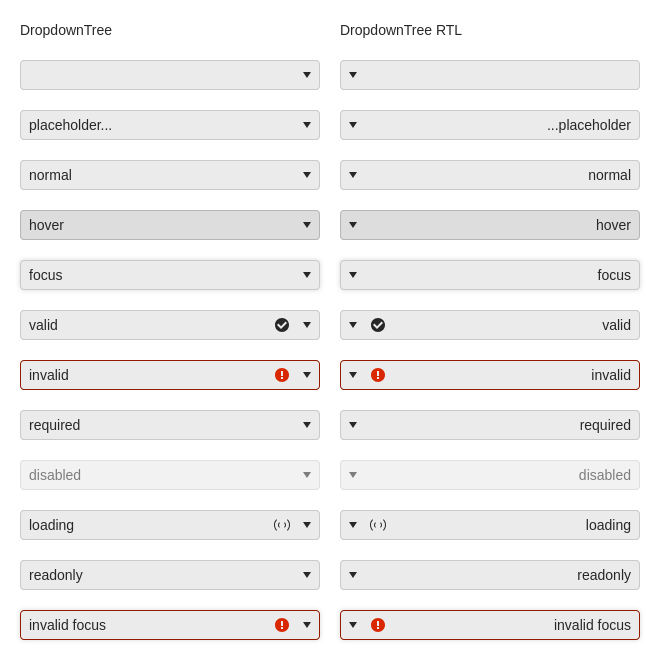 DropdownTree
DropdownTree RTL
placeholder...
...placeholder
normal
normal
hover
hover
focus
focus
valid
valid
invalid
invalid
required
required
disabled
disabled
loading
loading
readonly
readonly
invalid focus
invalid focus